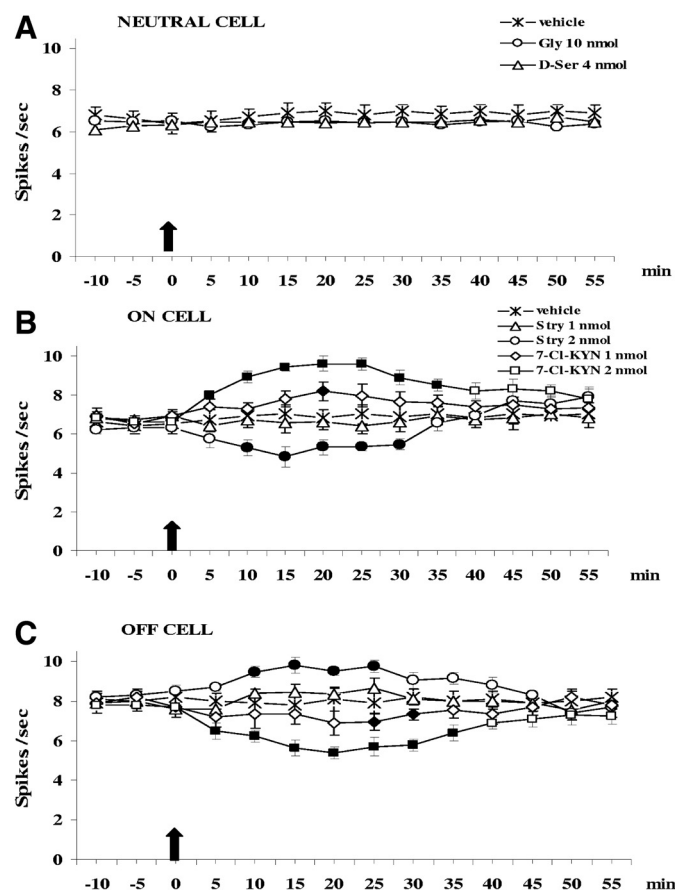 A
NEUTRAL CELL
vehicle
Gly 10 nmol
D-Ser 4 nmol
10
8
6
4
2
0
Spikes /sec
-10 -5 0 5 10 15 20 25 30 35 40 45 50 55 min
B
ON CELL
vehicle
Stry 1 nmol
Stry 2 nmol
7-Cl-KYN 1 nmol
7-Cl-KYN 2 nmol
10
8
6
4
2
0
Spikes /sec
-10 -5 0 5 10 15 20 25 30 35 40 45 50 55 min
C
OFF CELL
10
8
6
4
2
0
Spikes /sec
-10 -5 0 5 10 15 20 25 30 35 40 45 50 55 min